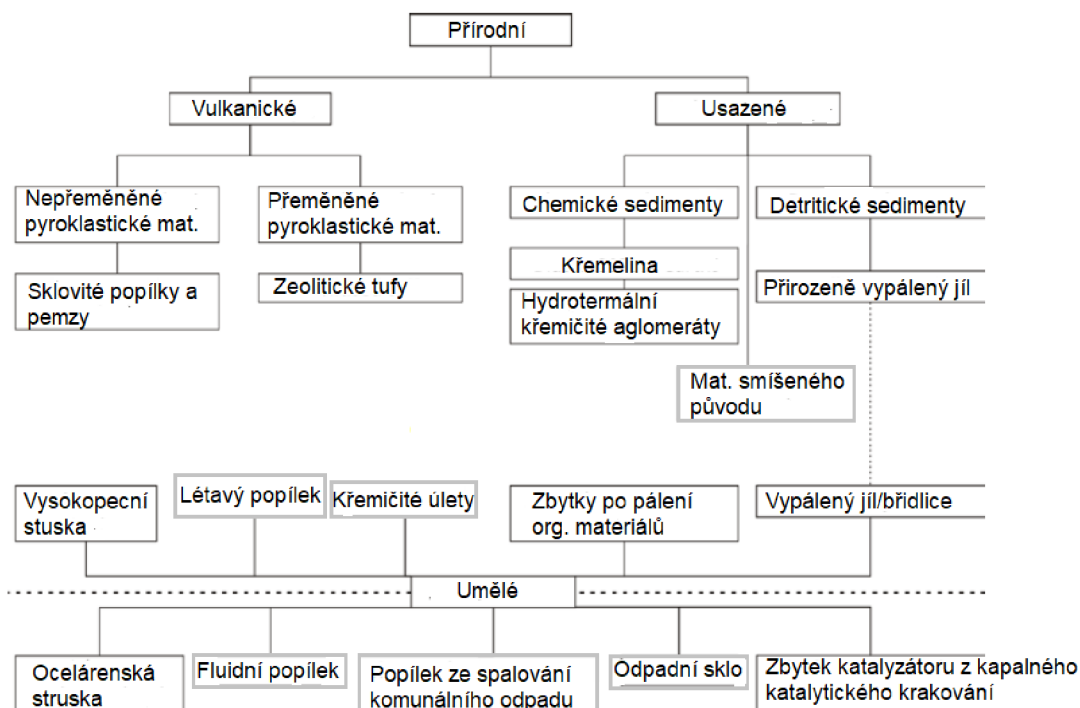 Přírodní
Vulkanické
Usazené
Nepřeměněné
pyroklastické mat.
Přeměněné
pyroklastické mat.
Chemické sedimenty
Detritické sedimenty
Sklovité popílky a
pemzy
Zeolitické tufy
Křemelina
Hydrotermální
křemičité aglomeráty
Přirozeně vypálený jíl
Mat. smíšeného
původu
Vysokopecní
stuska
Létavý popílek
Křemičité úlety
Zbytky po pálení
org. materiálů
Vypálený jíl/břidlice
Umělé
Ocelárenská
struska
Fluidní popílek
Popílek ze spalování
komunálního odpadu
Odpadní sklo
Zbytek katalyzátoru z kapalného
katalytického krakování